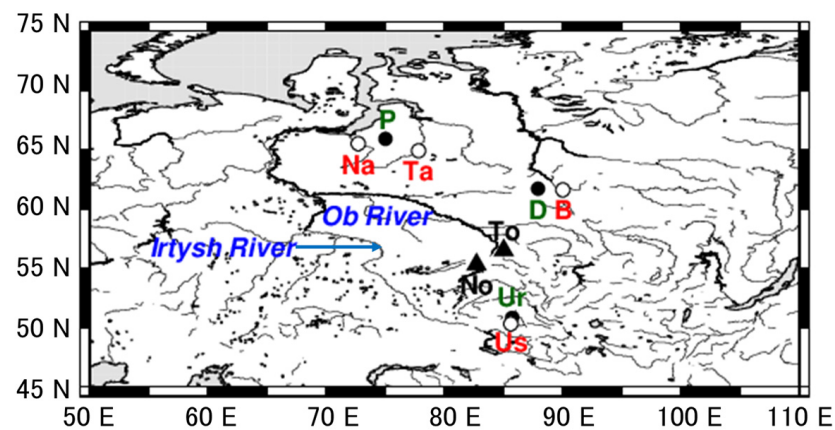 75 N
70 N
P
65 N
Na
Ta
60 N
D B
Ob River
To
Irtysh River
55 N
No
Ur
50 N
Us
45 N
50 E 60 E 70 E 80 E 90 E 100 E 110 E